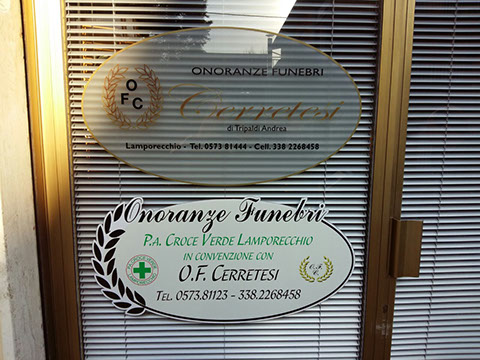 ONORANZE FUNEBRI
O
F C
Cerretesi
di Tripaldi Andrea
Lamporecchio - Tel. 0573 81444 - Cell. 338 2268458
Onoranze Funebri
P.A. CROCE VERDE LAMPORECCHIO
IN CONVENZIONE CON
O.F. CERRETESI
TEL. 0573.81123 - 338.2268458